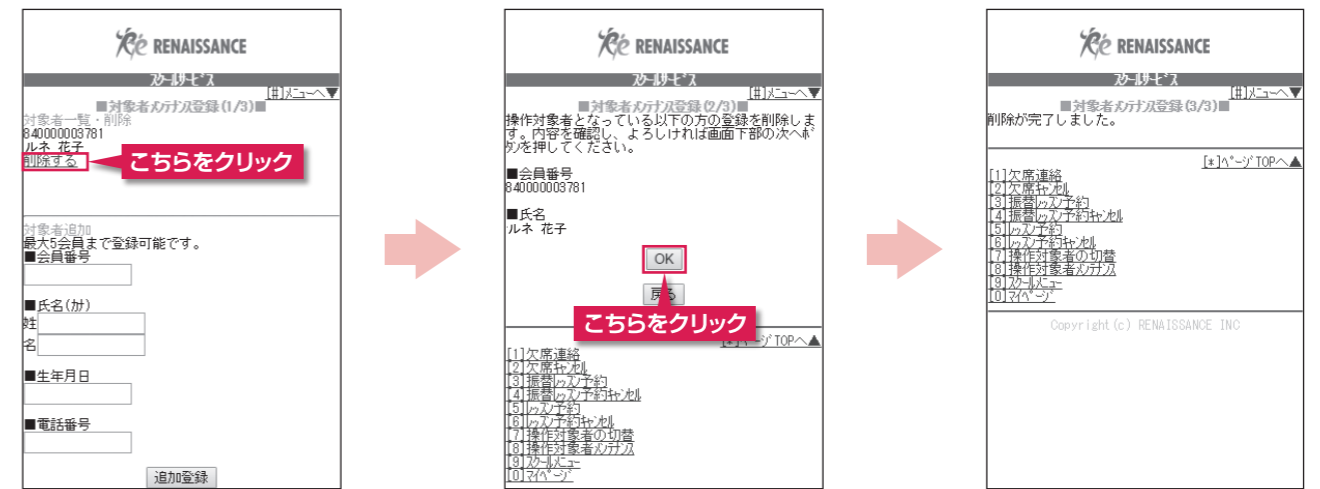 RENAISSANCE
ｽｸｰﾙｻｰﾋﾞｽ
[#]ﾒﾆｭｰへ▼
■対象者ﾒﾝﾃﾅﾝｽ登録(1/3)■
対象者一覧・削除
840000003781
ﾙﾈ 花子
削除する
こちらをクリック
対象者追加
最大5会員まで登録可能です。
■会員番号
■氏名(ｶﾅ)
姓
名
■生年月日
■電話番号
追加登録
RENAISSANCE
ｽｸｰﾙｻｰﾋﾞｽ
[#]ﾒﾆｭｰへ▼
■対象者ﾒﾝﾃﾅﾝｽ登録(2/3)■
操作対象者となっている以下の方の登録を削除しま
す。内容を確認し、よろしければ画面下部の次へﾎﾞ
ﾀﾝを押してください。
■会員番号
840000003781
■氏名
ﾙﾈ 花子
OK
戻る
こちらをクリック
[*]ﾍﾟｰｼﾞTOPへ▲
[1]欠席連絡
[2]欠席ｷｬﾝｾﾙ
[3]振替ﾚｯｽﾝ予約
[4]振替ﾚｯｽﾝ予約ｷｬﾝｾﾙ
[5]ﾚｯｽﾝ予約
[6]ﾚｯｽﾝ予約ｷｬﾝｾﾙ
[7]操作対象者の切替
[8]操作対象者ﾒﾝﾃﾅﾝｽ
[9]ｽｸｰﾙﾒﾆｭｰ
[0]ﾏｲﾍﾟｰｼﾞ
RENAISSANCE
ｽｸｰﾙｻｰﾋﾞｽ
[#]ﾒﾆｭｰへ▼
■対象者ﾒﾝﾃﾅﾝｽ登録(3/3)■
削除が完了しました。
[*]ﾍﾟｰｼﾞTOPへ▲
[1]欠席連絡
[2]欠席ｷｬﾝｾﾙ
[3]振替ﾚｯｽﾝ予約
[4]振替ﾚｯｽﾝ予約ｷｬﾝｾﾙ
[5]ﾚｯｽﾝ予約
[6]ﾚｯｽﾝ予約ｷｬﾝｾﾙ
[7]操作対象者の切替
[8]操作対象者ﾒﾝﾃﾅﾝｽ
[9]ｽｸｰﾙﾒﾆｭｰ
[0]ﾏｲﾍﾟｰｼﾞ
Copyright(c) RENAISSANCE INC